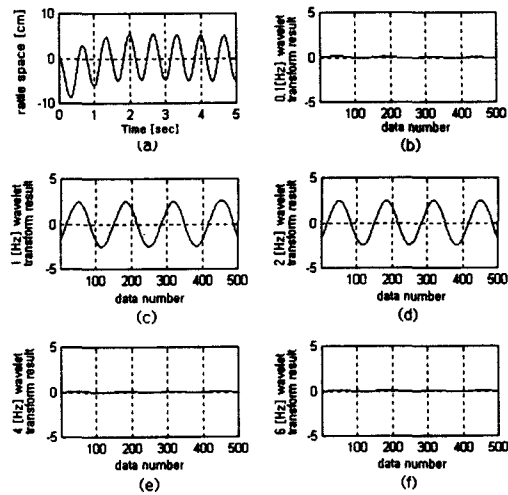 rattle space [cm]
10
5
0
-10
0 1 2 3 4 5
Time [sec]
(a)
0.1[Hz] wavelet
transform result
5
0
-5
100 200 300 400 500
data number
(b)
1 [Hz] wavelet
transform result
5
0
-5
100 200 300 400 500
data number
(c)
2 [Hz] wavelet
transform result
5
0
-5
100 200 300 400 500
data number
(d)
4 [Hz] wavelet
transform result
5
0
-5
100 200 300 400 500
data number
(e)
6 [Hz] wavelet
transform result
5
0
-5
100 200 300 400 500
data number
(f)